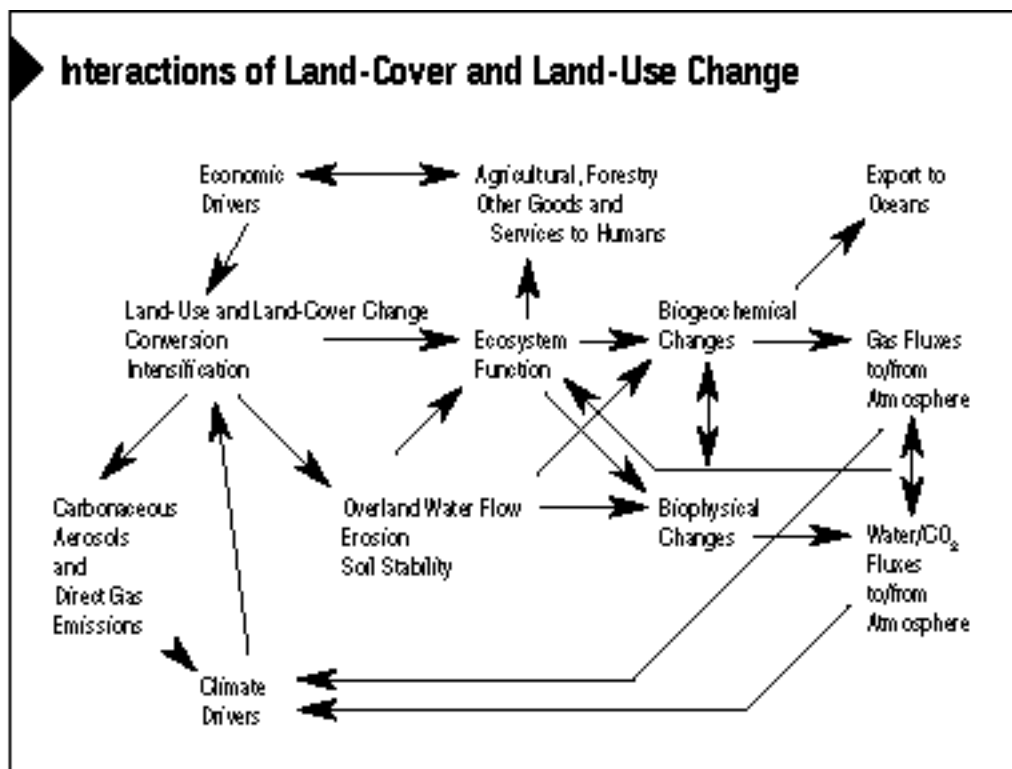 Interactions of Land-Cover and Land-Use Change
Economic
Drivers
Agricultural, Forestry
Other Goods and
Services to Humans
Export to
Oceans
Land-Use and Land-Cover Change
Conversion
Intensification
Ecosystem
Function
Biogeochemical
Changes
Gas Fluxes
to/from
Atmosphere
Carbonaceous
Aerosols
and
Direct Gas
Emissions
Overland Water Flow
Erosion
Soil Stability
Biophysical
Changes
Water/CO₂
Fluxes
to/from
Atmosphere
Climate
Drivers